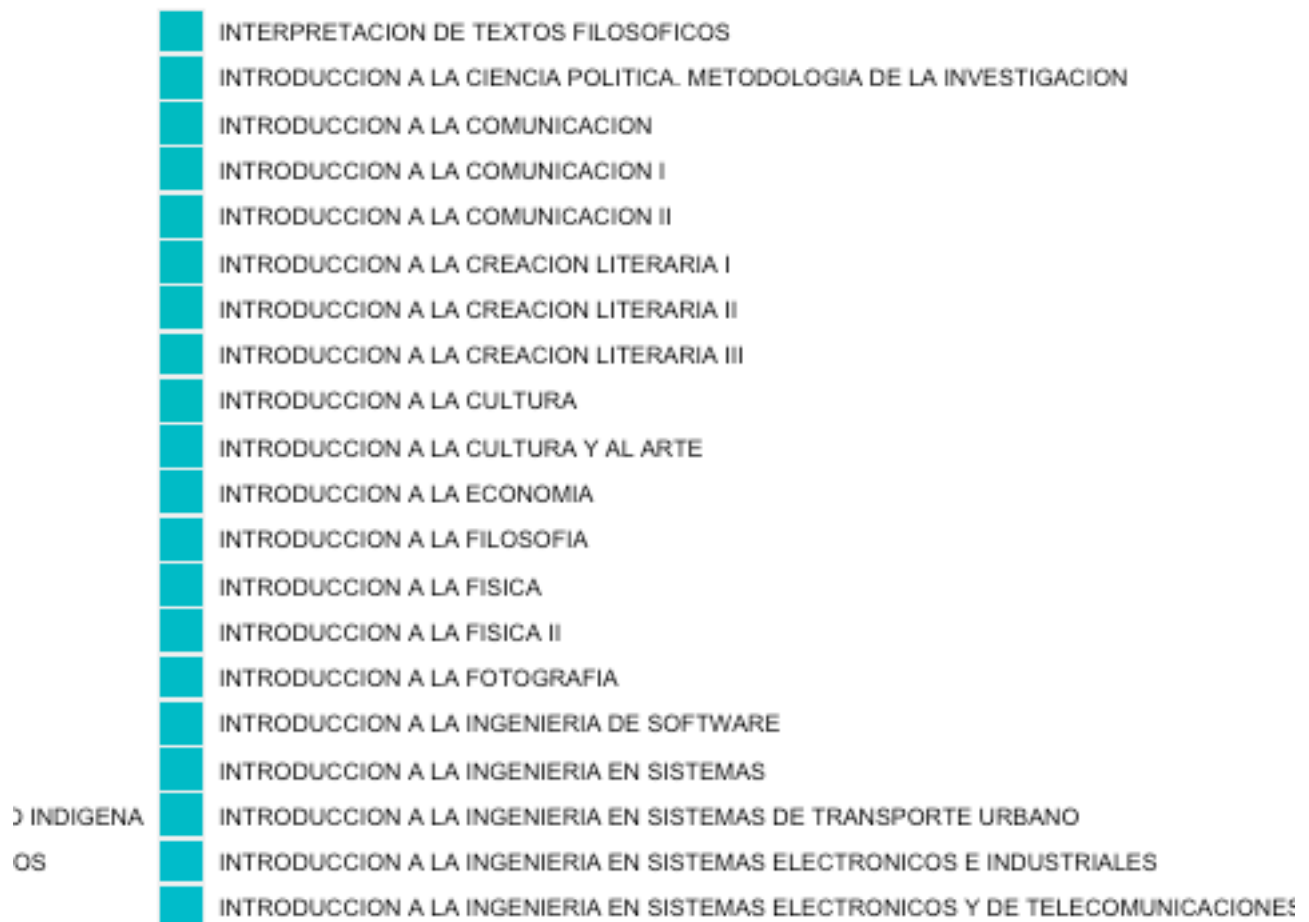 INTERPRETACION DE TEXTOS FILOSOFICOS
INTRODUCCION A LA CIENCIA POLITICA. METODOLOGIA DE LA INVESTIGACION
INTRODUCCION A LA COMUNICACION
INTRODUCCION A LA COMUNICACION I
INTRODUCCION A LA COMUNICACION II
INTRODUCCION A LA CREACION LITERARIA I
INTRODUCCION A LA CREACION LITERARIA II
INTRODUCCION A LA CREACION LITERARIA III
INTRODUCCION A LA CULTURA
INTRODUCCION A LA CULTURA Y AL ARTE
INTRODUCCION A LA ECONOMIA
INTRODUCCION A LA FILOSOFIA
INTRODUCCION A LA FISICA
INTRODUCCION A LA FISICA II
INTRODUCCION A LA FOTOGRAFIA
INTRODUCCION A LA INGENIERIA DE SOFTWARE
INTRODUCCION A LA INGENIERIA EN SISTEMAS
INDIGENA INTRODUCCION A LA INGENIERIA EN SISTEMAS DE TRANSPORTE URBANO
OS INTRODUCCION A LA INGENIERIA EN SISTEMAS ELECTRONICOS E INDUSTRIALES
INTRODUCCION A LA INGENIERIA EN SISTEMAS ELECTRONICOS Y DE TELECOMUNICACIONES